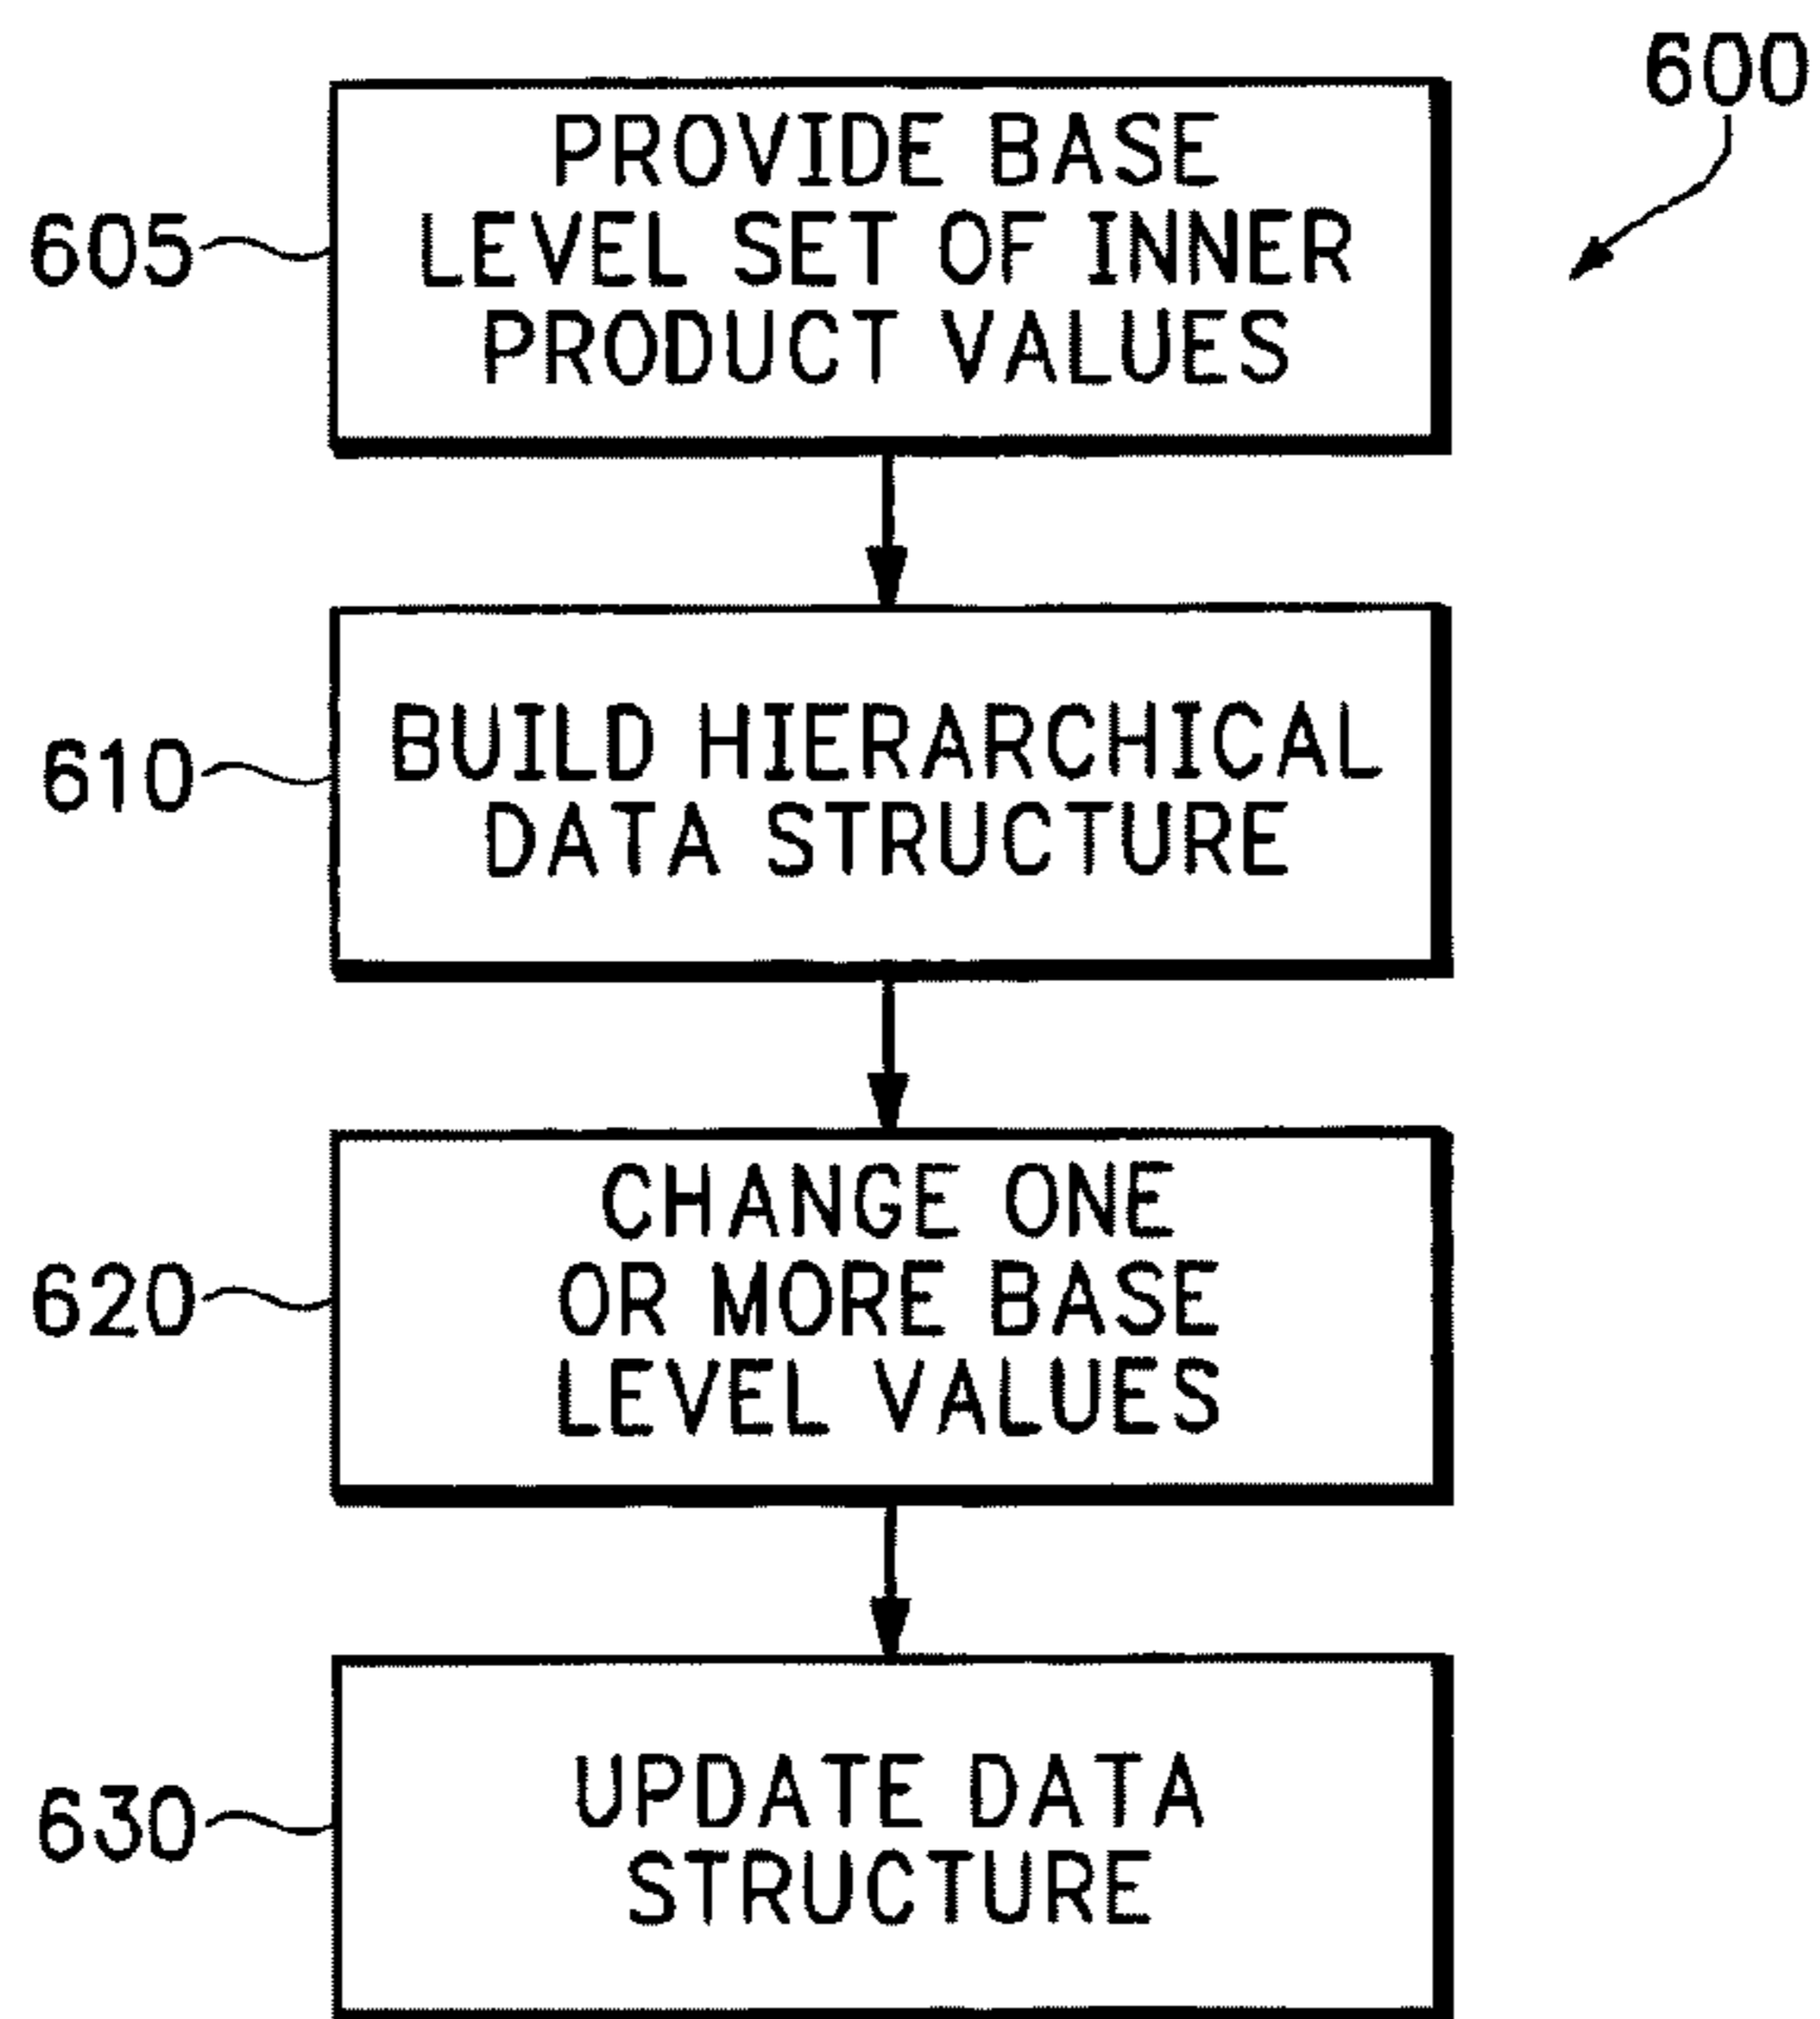 600
PROVIDE BASE
LEVEL SET OF INNER
PRODUCT VALUES
605
BUILD HIERARCHICAL
DATA STRUCTURE
610
CHANGE ONE
OR MORE BASE
LEVEL VALUES
620
UPDATE DATA
STRUCTURE
630